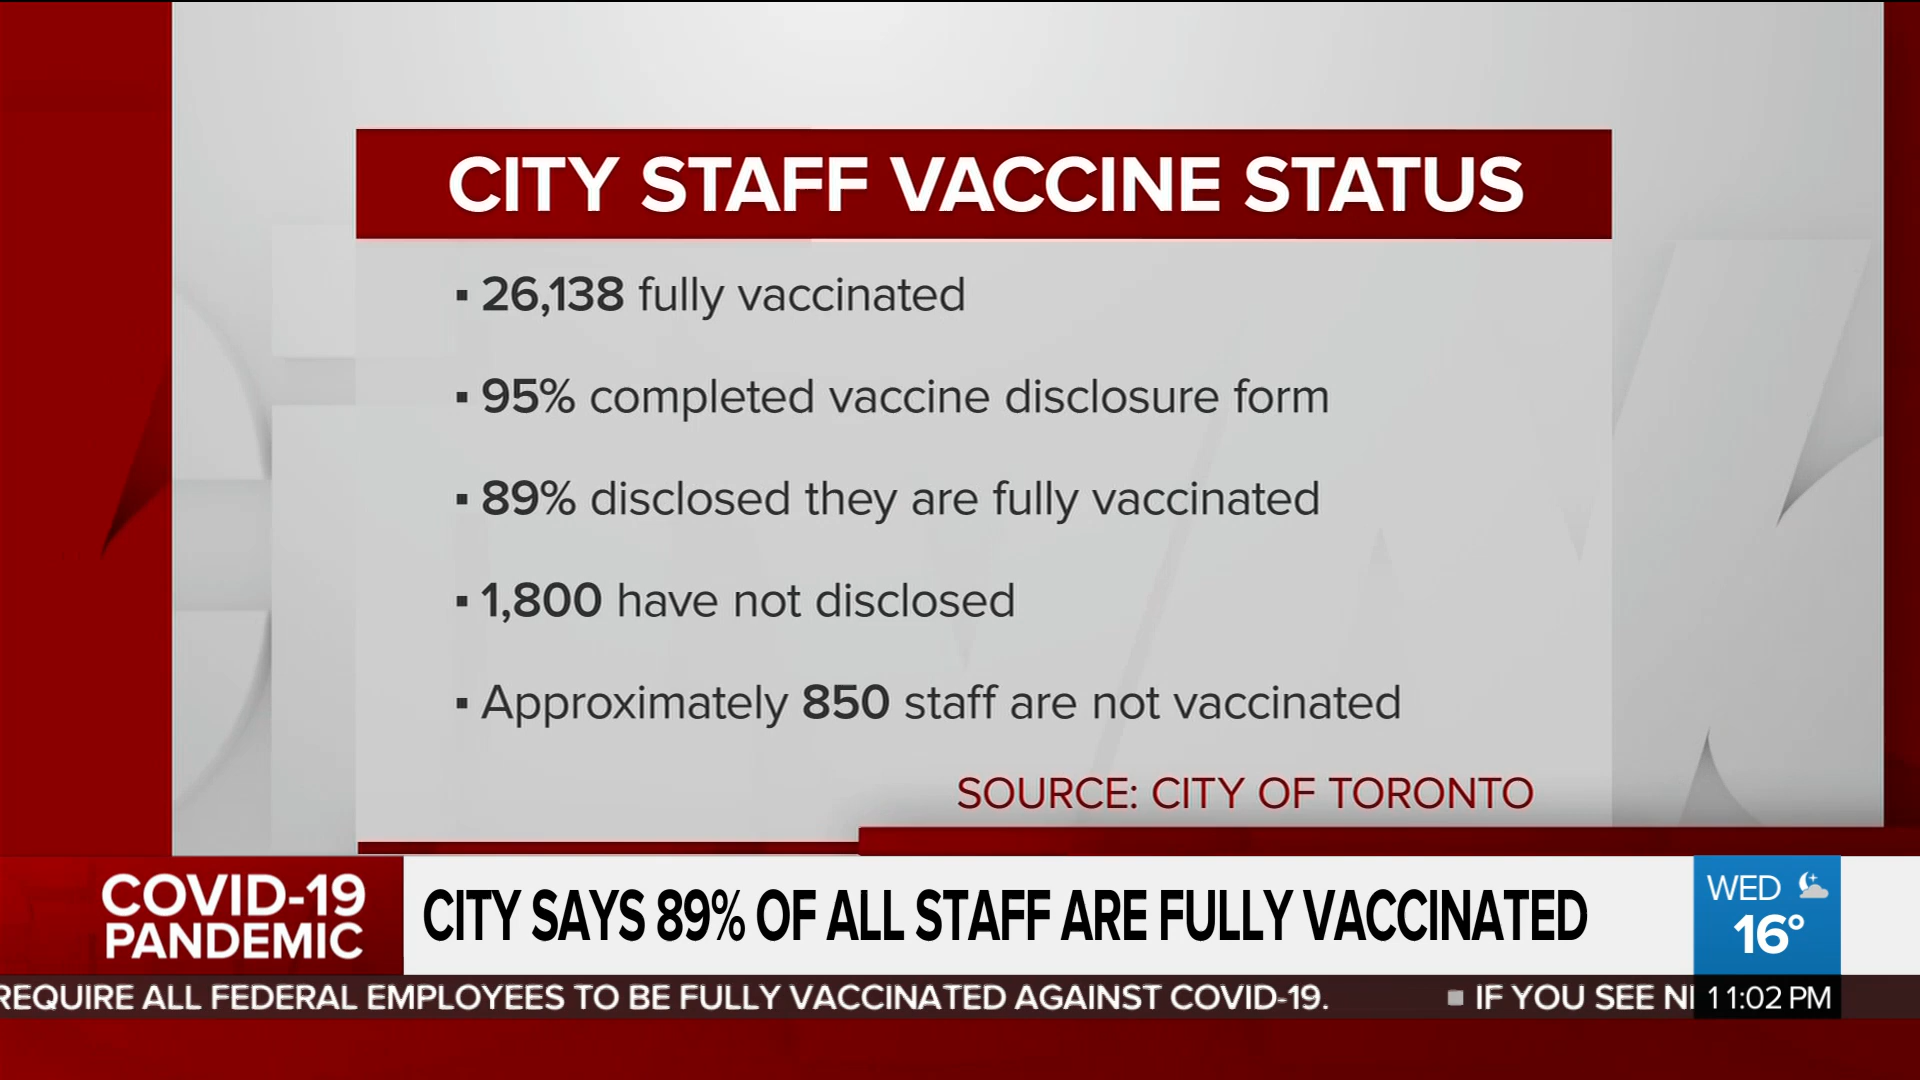 CITY STAFF VACCINE STATUS
▪ 26,138 fully vaccinated
▪ 95% completed vaccine disclosure form
▪ 89% disclosed they are fully vaccinated
▪ 1,800 have not disclosed
▪ Approximately 850 staff are not vaccinated
SOURCE: CITY OF TORONTO
COVID-19
PANDEMIC
CITY SAYS 89% OF ALL STAFF ARE FULLY VACCINATED
WED
16°
REQUIRE ALL FEDERAL EMPLOYEES TO BE FULLY VACCINATED AGAINST COVID-19. ■ IF YOU SEE
11:02 PM